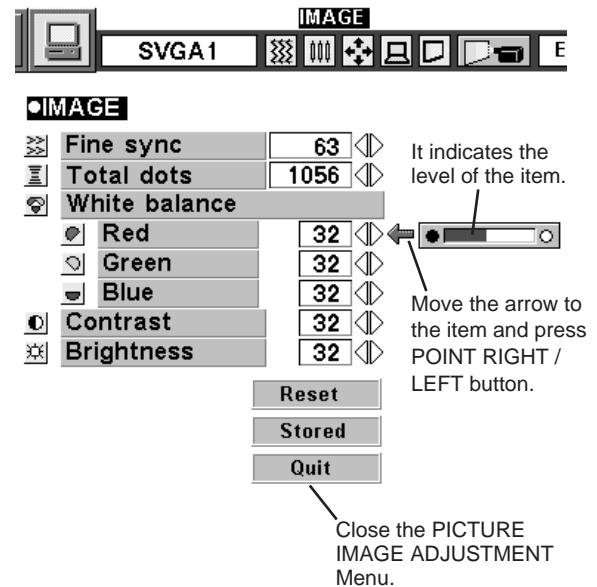 IMAGE
SVGA1
E
●IMAGE
Fine sync 63
Total dots 1056
White balance
Red 32
Green 32
Blue 32
Contrast 32
Brightness 32
It indicates the
level of the item.
Move the arrow to
the item and press
POINT RIGHT /
LEFT button.
Reset
Stored
Quit
Close the PICTURE
IMAGE ADJUSTMENT
Menu.